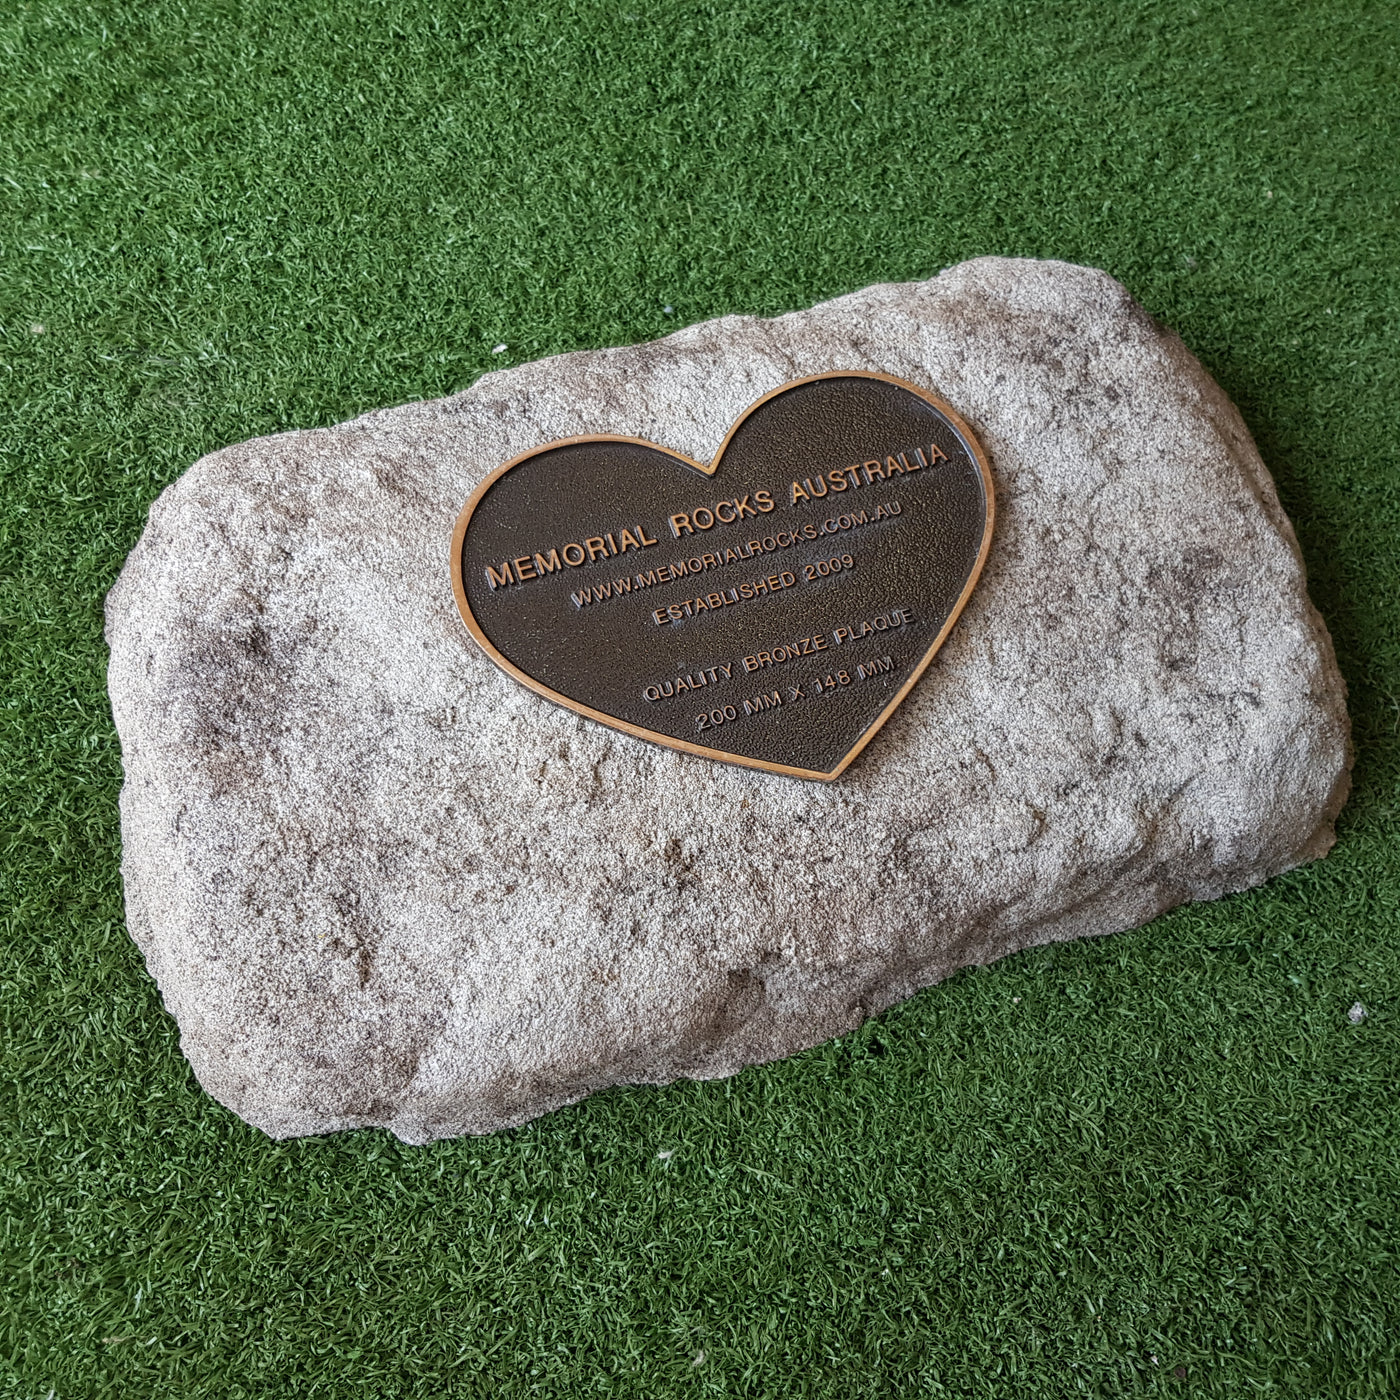 MEMORIAL ROCKS AUSTRALIA
WWW.MEMORIALROCKS.COM.AU
ESTABLISHED 2009
QUALITY BRONZE PLAQUE
200 MM X 148 MM